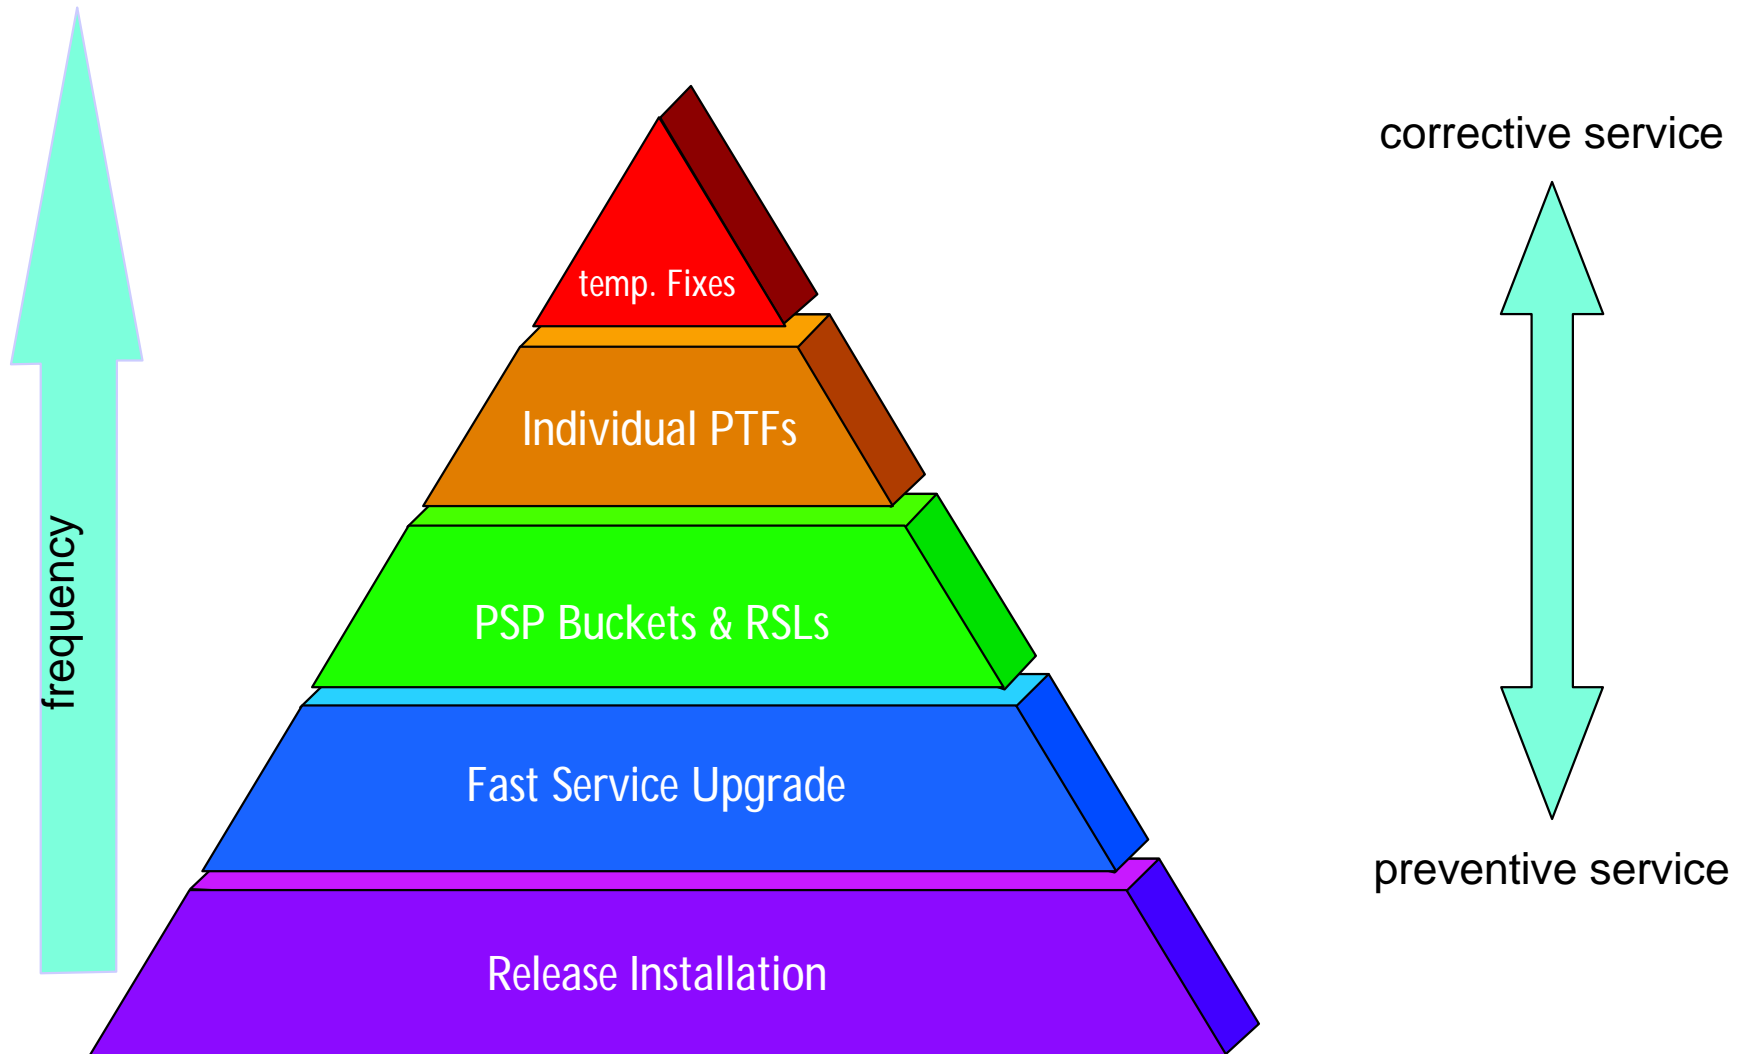 corrective service
temp. Fixes
Individual PTFs
frequency
PSP Buckets & RSLs
Fast Service Upgrade
preventive service
Release Installation